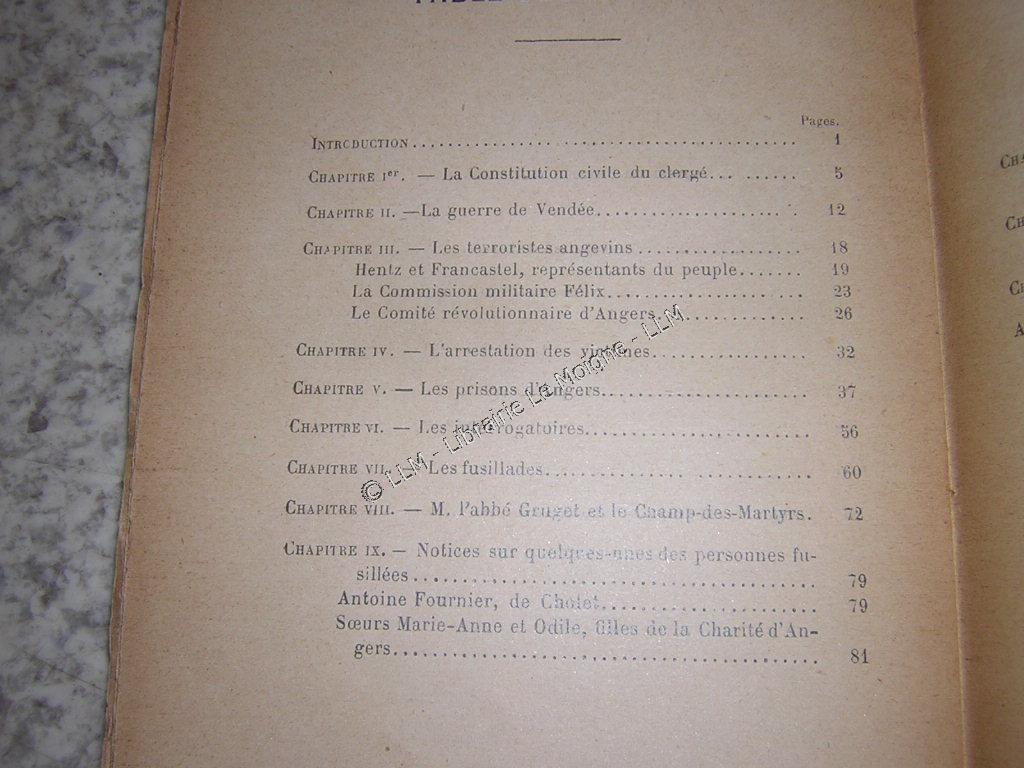 TABLE
Pages.
INTRODUCTION........................................ 1
CHAPITRE Ier. — La Constitution civile du clergé... ......... 5
CHAPITRE II. —La guerre de Vendée...................... . 12
CHAPITRE III. — Les terroristes angevins .................. 18
Hentz et Francastel, représentants du peuple....... 19
La Commission militaire Félix....................... 23
Le Comité révolutionnaire d'Angers................ 26
CHAPITRE IV. — L'arrestation des victimes................. 32
CHAPITRE V. — Les prisons d'Angers....................... 37
CHAPITRE VI. — Les interrogatoires........................ 56
CHAPITRE VII. — Les fusillades............................ 60
CHAPITRE VIII. — M. l'abbé Gruget et le Champ-des-Martyrs. 72
CHAPITRE IX. — Notices sur quelques-unes des personnes fu-
sillées........................................ 79
Antoine Fournier, de Cholet...................... 79
Sœurs Marie-Anne et Odile, filles de la Charité d'An-
gers.......................................... 81
© LLM - Librairie Le Moigne - LLM